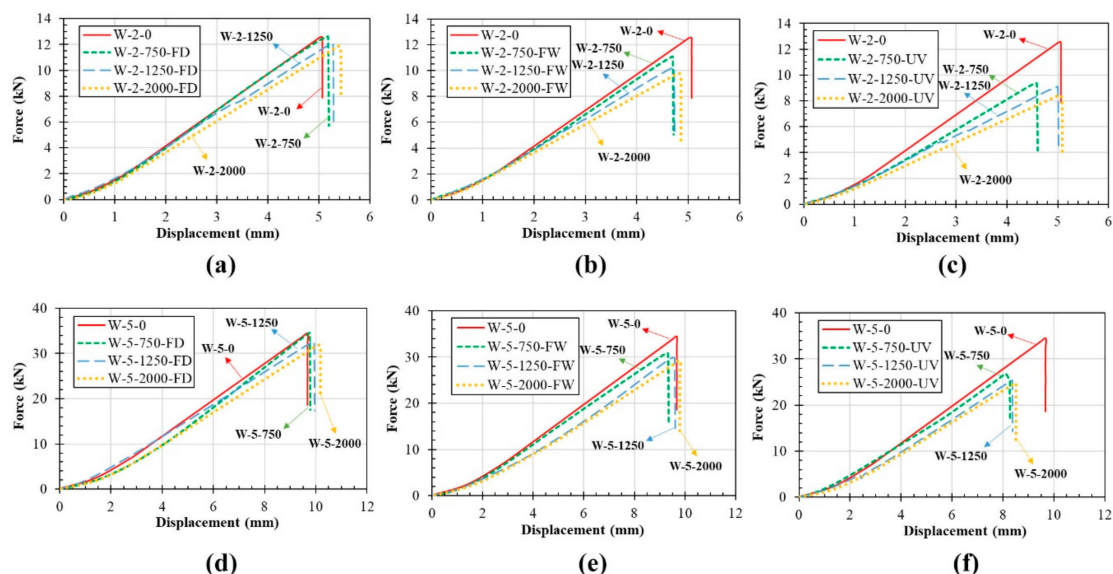 W-2-0
W-2-750-FD
W-2-1250-FD
W-2-2000-FD
W-2-1250
W-2-0
W-2-750
W-2-2000
Force (kN)
14
12
10
8
6
4
2
0
0 1 2 3 4 5 6
Displacement (mm)
(a)
W-2-0
W-2-750-FW
W-2-1250-FW
W-2-2000-FW
W-2-0
W-2-750
W-2-1250
W-2-2000
Force (kN)
14
12
10
8
6
4
2
0
0 1 2 3 4 5 6
Displacement (mm)
(b)
W-2-0
W-2-750-UV
W-2-1250-UV
W-2-2000-UV
W-2-0
W-2-750
W-2-1250
W-2-2000
Force (kN)
14
12
10
8
6
4
2
0
0 1 2 3 4 5 6
Displacement (mm)
(c)
W-5-0
W-5-750-FD
W-5-1250-FD
W-5-2000-FD
W-5-1250
W-5-0
W-5-750
W-5-2000
Force (kN)
40
30
20
10
0
0 2 4 6 8 10 12
Displacement (mm)
(d)
W-5-0
W-5-750-FW
W-5-1250-FW
W-5-2000-FW
W-5-0
W-5-750
W-5-1250
W-5-2000
Force (kN)
40
30
20
10
0
0 2 4 6 8 10 12
Displacement (mm)
(e)
W-5-0
W-5-750-UV
W-5-1250-UV
W-5-2000-UV
W-5-0
W-5-750
W-5-1250
W-5-2000
Force (kN)
40
30
20
10
0
0 2 4 6 8 10 12
Displacement (mm)
(f)